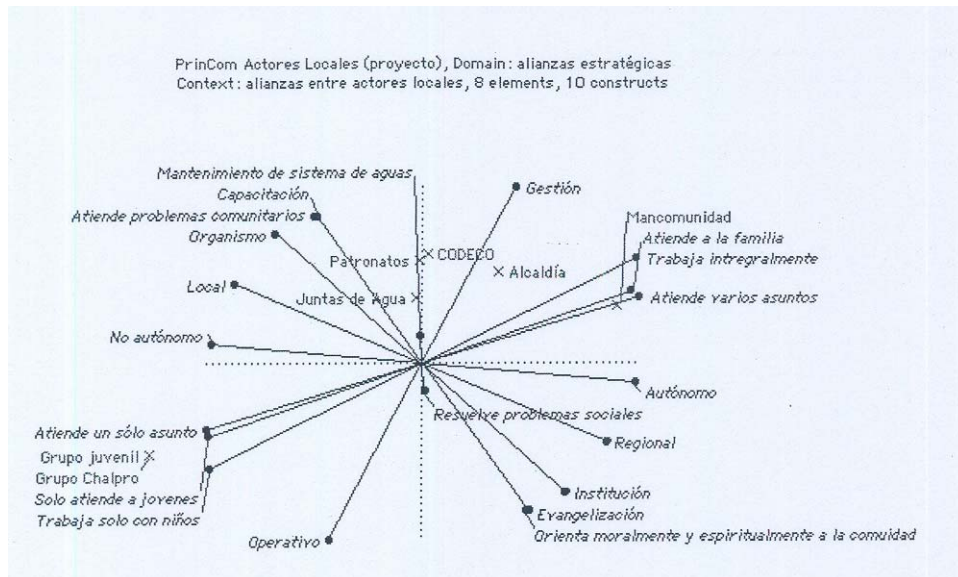 PrinCom Actores Locales (proyecto), Domain: alianzas estratégicas
Context: alianzas entre actores locales, 8 elements, 10 constructs
Mantenimiento de sistema de aguas
Gestión
Capacitación
Atiende problemas comunitarios
Mancomunidad
Organismo
Atiende a la familia
Patronatos
CODECO
Trabaja intregralmente
Alcaldía
Local
Juntas de Agua
Atiende varios asuntos
No autónomo
Autónomo
Resuelve problemas sociales
Atiende un sólo asunto
Regional
Grupo juvenil
Grupo Chalpro
Solo atiende a jovenes
Institución
Trabaja solo con niños
Evangelización
Operativo
Orienta moralmente y espiritualmente a la comuidad